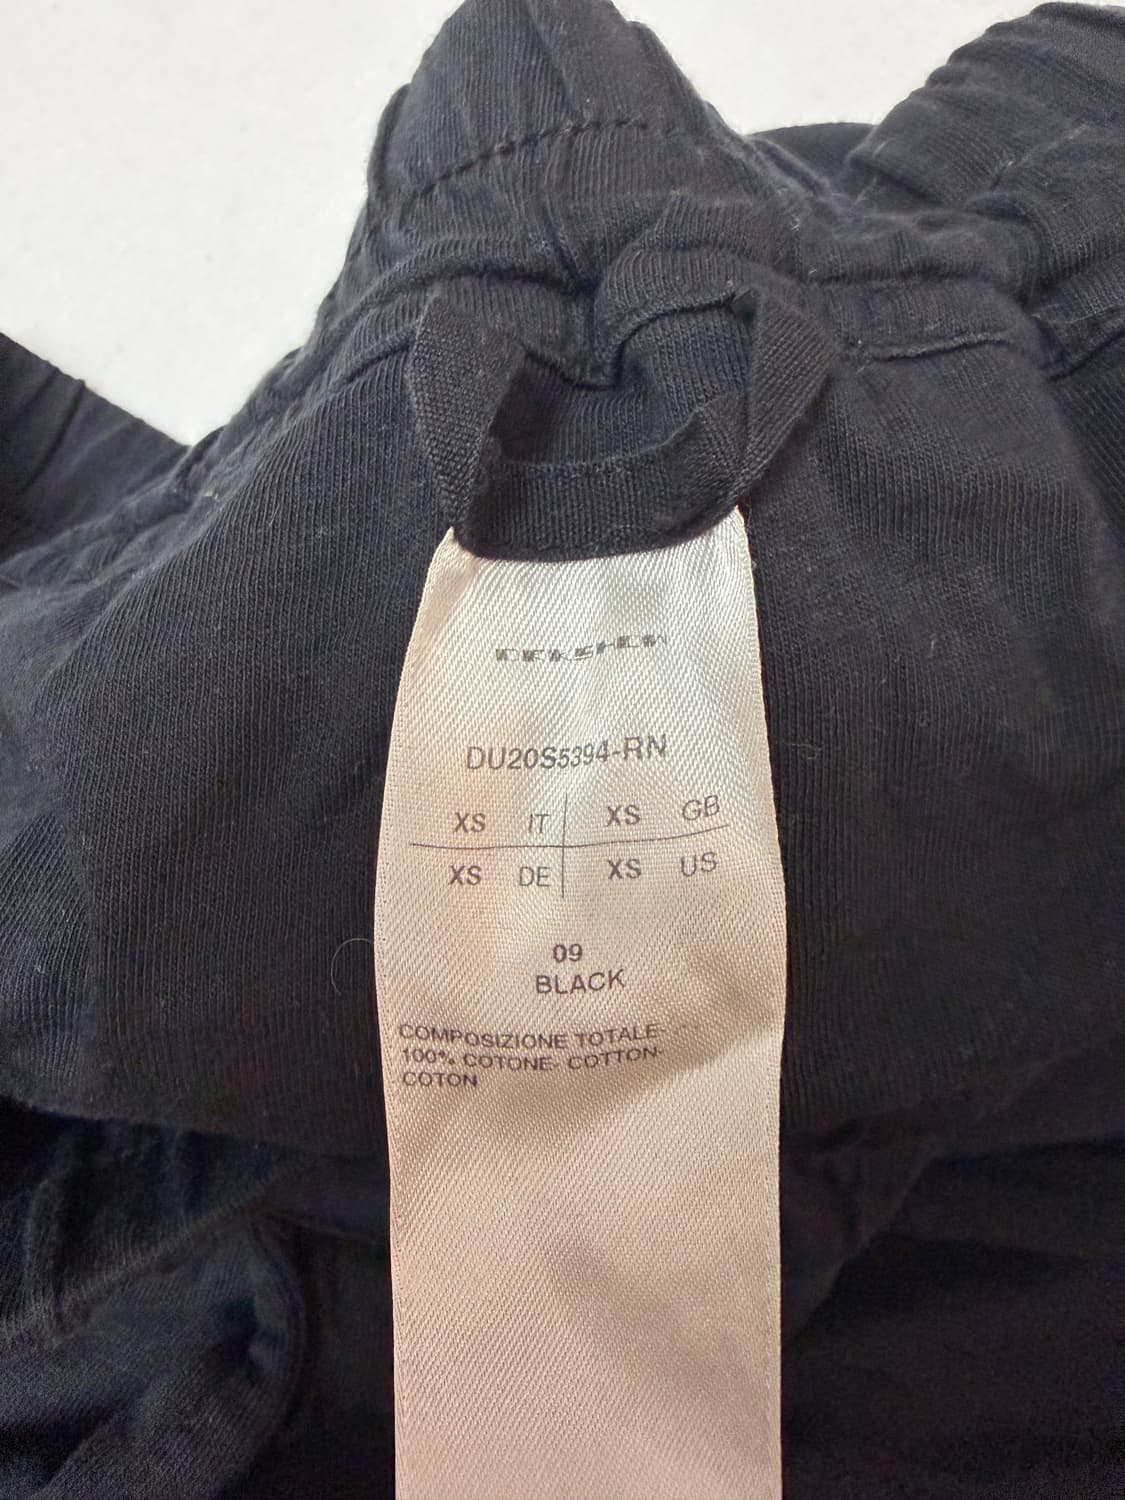 DU20S5394-RN
XS IT XS GB
XS DE XS US
09
BLACK
COMPOSIZIONE TOTALE-
100% COTONE- COTTON-
COTON